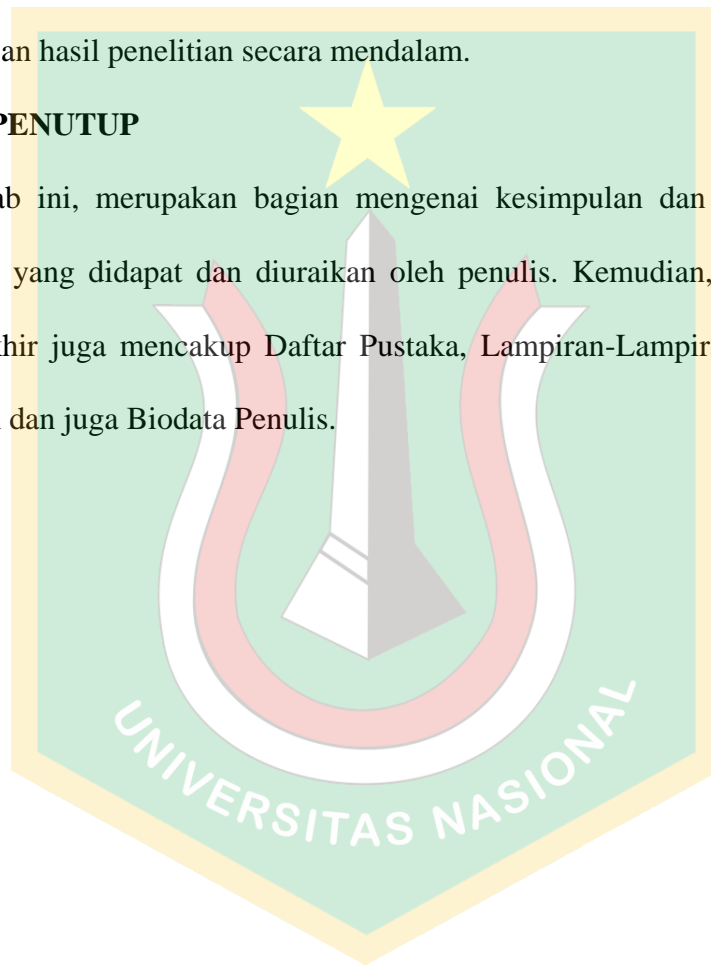 an hasil penelitian secara mendalam.
PENUTUP
ab ini, merupakan bagian mengenai kesimpulan dan
yang didapat dan diuraikan oleh penulis. Kemudian,
hir juga mencakup Daftar Pustaka, Lampiran-Lampir
dan juga Biodata Penulis.
UNIVERSITAS NASIONAL